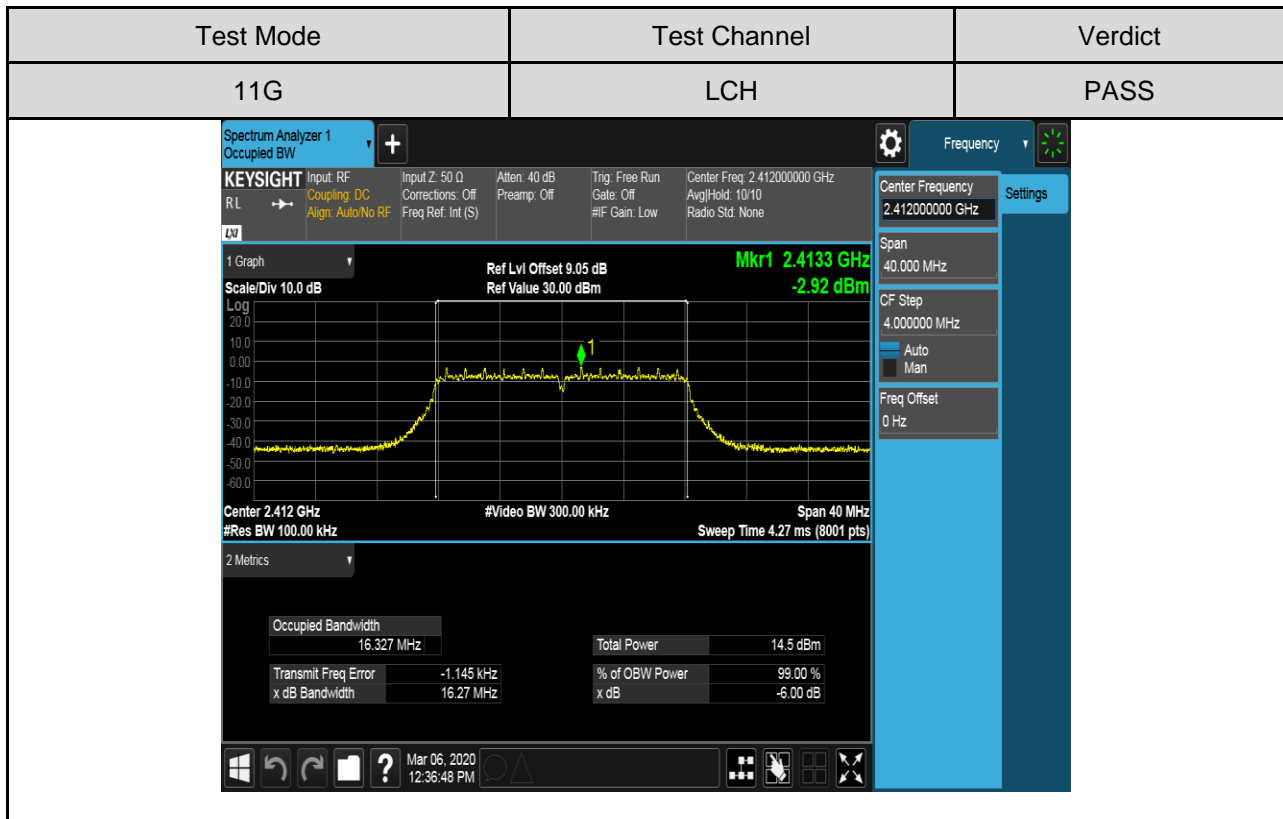 Test Mode Test Channel Verdict
11G LCH PASS
Spectrum Analyzer 1
Occupied BW
+
Frequency
KEYSIGHT
RL
LXI
Input: RF
Coupling: DC
Align: Auto/No RF
Input Z: 50 Ω
Corrections: Off
Freq Ref: Int (S)
Atten: 40 dB
Preamp: Off
Trig: Free Run
Gate: Off
#IF Gain: Low
Center Freq: 2.412000000 GHz
Avg|Hold: 10/10
Radio Std: None
Center Frequency
2.412000000 GHz
Settings
Span
40.000 MHz
CF Step
4.000000 MHz
Auto
Man
Freq Offset
0 Hz
1 Graph
Scale/Div 10.0 dB
Ref Lvl Offset 9.05 dB
Ref Value 30.00 dBm
Mkr1 2.4133 GHz
-2.92 dBm
Log
20.0
10.0
0.00
-10.0
-20.0
-30.0
-40.0
-50.0
-60.0
1
Center 2.412 GHz #Video BW 300.00 kHz Span 40 MHz
#Res BW 100.00 kHz Sweep Time 4.27 ms (8001 pts)
2 Metrics
Occupied Bandwidth
16.327 MHz
Total Power 14.5 dBm
Transmit Freq Error -1.145 kHz % of OBW Power 99.00 %
x dB Bandwidth 16.27 MHz x dB -6.00 dB
?
Mar 06, 2020
12:36:48 PM